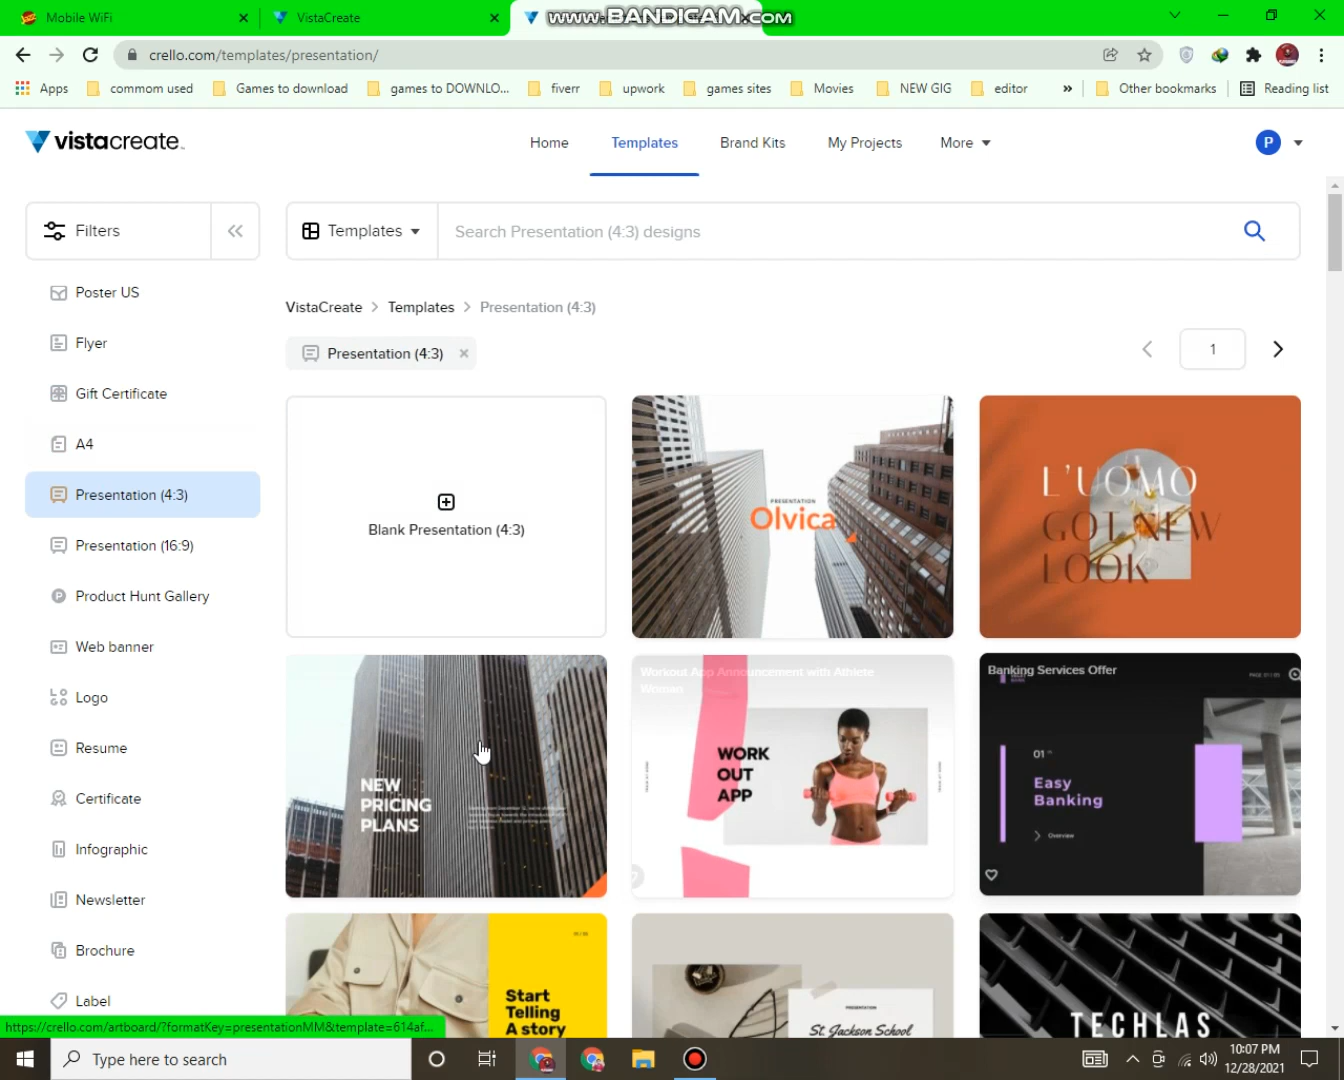 Mobile WiFi
VistaCreate
www.BANDICAM.com
crello.com/templates/presentation/
Apps
commom used
Games to download
games to DOWNLO...
fiverr
upwork
games sites
Movies
NEW GIG
editor
»
Other bookmarks
Reading list
vistacreate
Home
Templates
Brand Kits
My Projects
More
P
Filters
Templates
Search Presentation (4:3) designs
Poster US
Flyer
Gift Certificate
A4
Presentation (4:3)
Presentation (16:9)
Product Hunt Gallery
Web banner
Logo
Resume
Certificate
Infographic
Newsletter
Brochure
Label
VistaCreate > Templates > Presentation (4:3)
Presentation (4:3)
1
Blank Presentation (4:3)
PRESENTATION
Olvica
L'UOMO
GOT NEW
LOOK
NEW
PRICING
PLANS
Workout App Announcement with Athlete
Woman
WORK
OUT
APP
Banking Services Offer
01
Easy
Banking
Overview
Start
Telling
A story
PRESENTATION
St. Jackson School
TECHLAS
https://crello.com/artboard/?formatKey=presentationMM&template=614af...
Type here to search
10:07 PM
12/28/2021